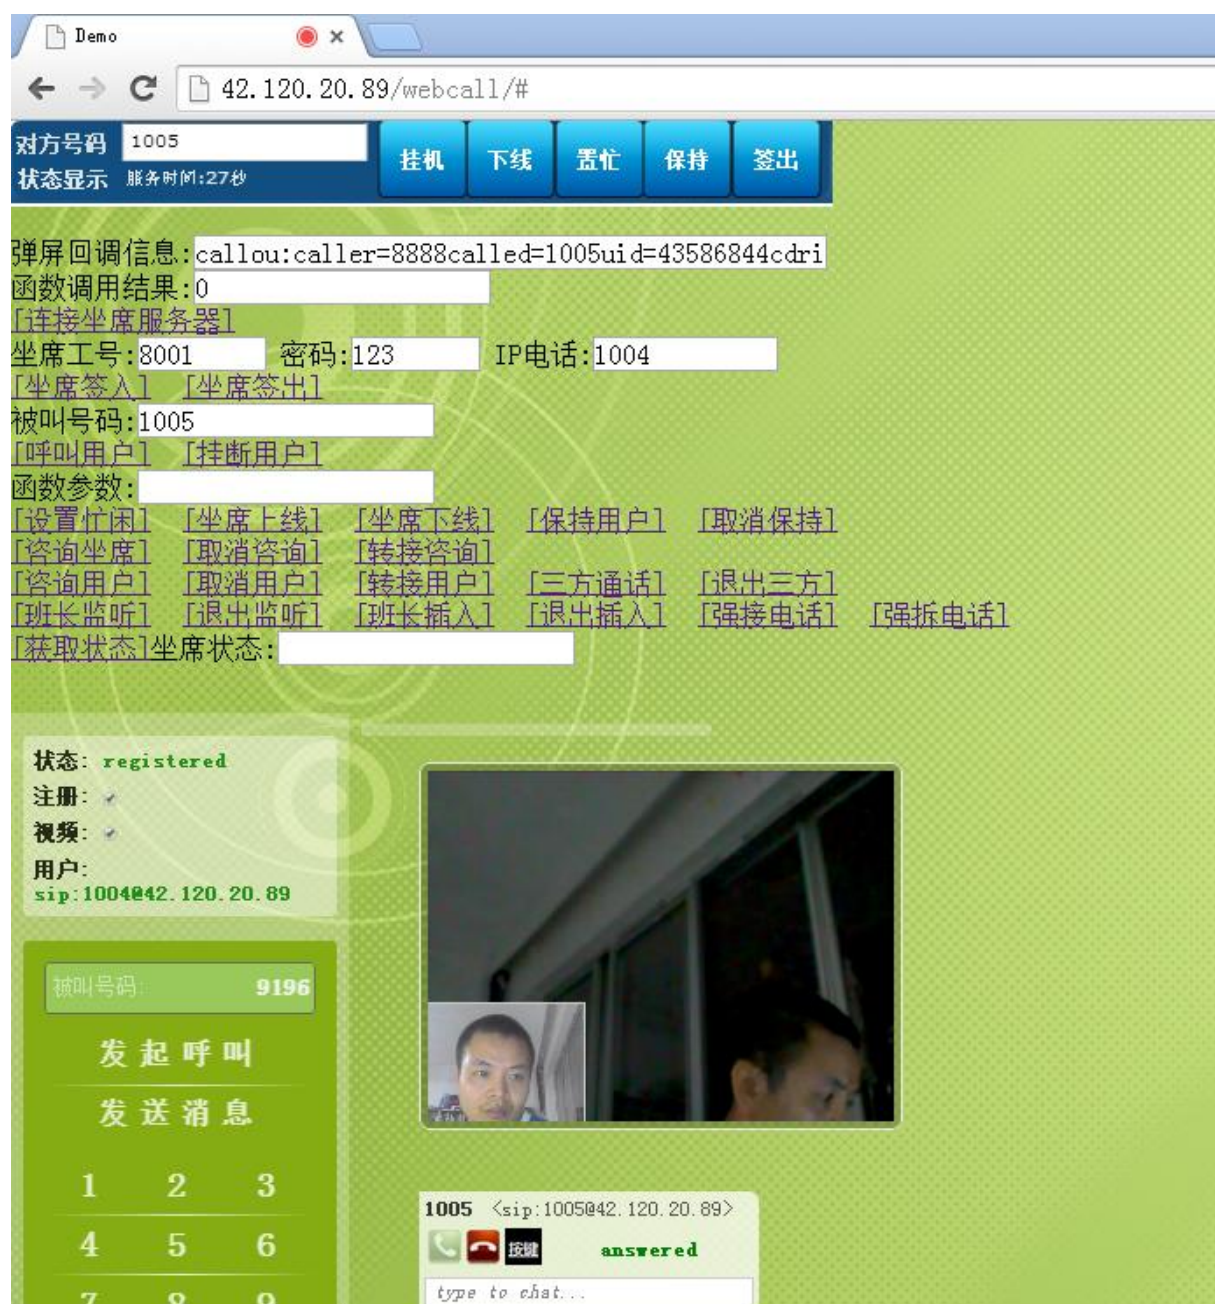 Demo
42.120.20.89/webcall/#
对方号码 1005
状态显示 服务时间:27秒
挂机 下线 置忙 保持 签出
弹屏回调信息:callou:caller=8888called=1005uid=43586844cdri
函数调用结果:0
[连接坐席服务器]
坐席工号:8001 密码:123 IP电话:1004
[坐席签入] [坐席签出]
被叫号码:1005
[呼叫用户] [挂断用户]
函数参数:
[设置忙闲] [坐席上线] [坐席下线] [保持用户] [取消保持]
[咨询坐席] [取消咨询] [转接咨询]
[咨询用户] [取消用户] [转接用户] [三方通话] [退出三方]
[班长监听] [退出监听] [班长插入] [退出插入] [强接电话] [强拆电话]
[获取状态]坐席状态:
状态: registered
注册:
视频:
用户:
sip:1004@42.120.20.89
被叫号码: 9196
发起呼叫
发送消息
1 2 3
4 5 6
7 8 9
1005 <sip:1005@42.120.20.89>
按键 answered
type to chat...